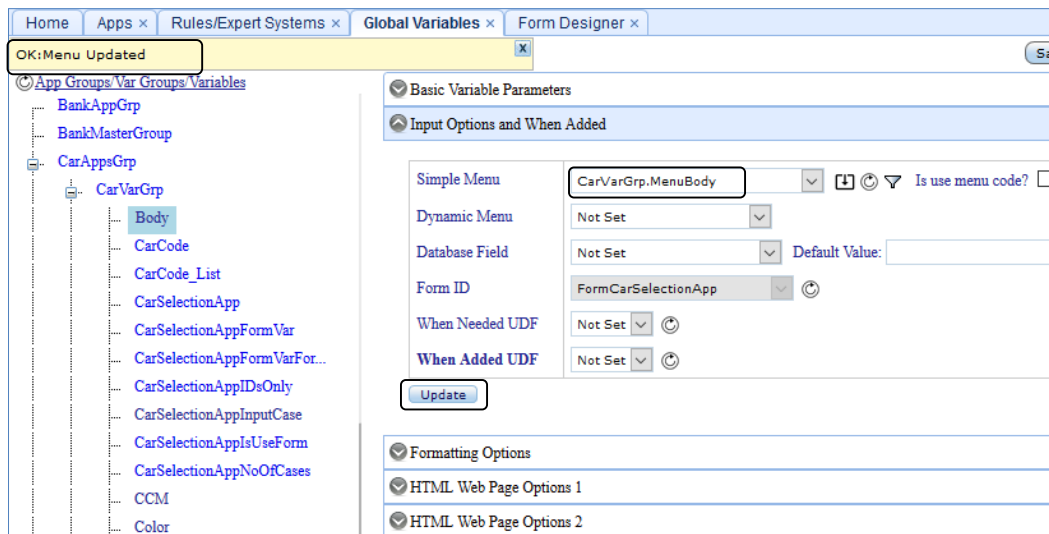 Home Apps × Rules/Expert Systems × Global Variables × Form Designer ×
OK:Menu Updated X
App Groups/Var Groups/Variables
BankAppGrp
BankMasterGroup
CarAppsGrp
CarVarGrp
Body
CarCode
CarCode_List
CarSelectionApp
CarSelectionAppFormVar
CarSelectionAppFormVarFor...
CarSelectionAppIDsOnly
CarSelectionAppInputCase
CarSelectionAppIsUseForm
CarSelectionAppNoOfCases
CCM
Color
Basic Variable Parameters
Input Options and When Added
Simple Menu CarVarGrp.MenuBody Is use menu code?
Dynamic Menu Not Set
Database Field Not Set Default Value:
Form ID FormCarSelectionApp
When Needed UDF Not Set
When Added UDF Not Set
Update
Formatting Options
HTML Web Page Options 1
HTML Web Page Options 2